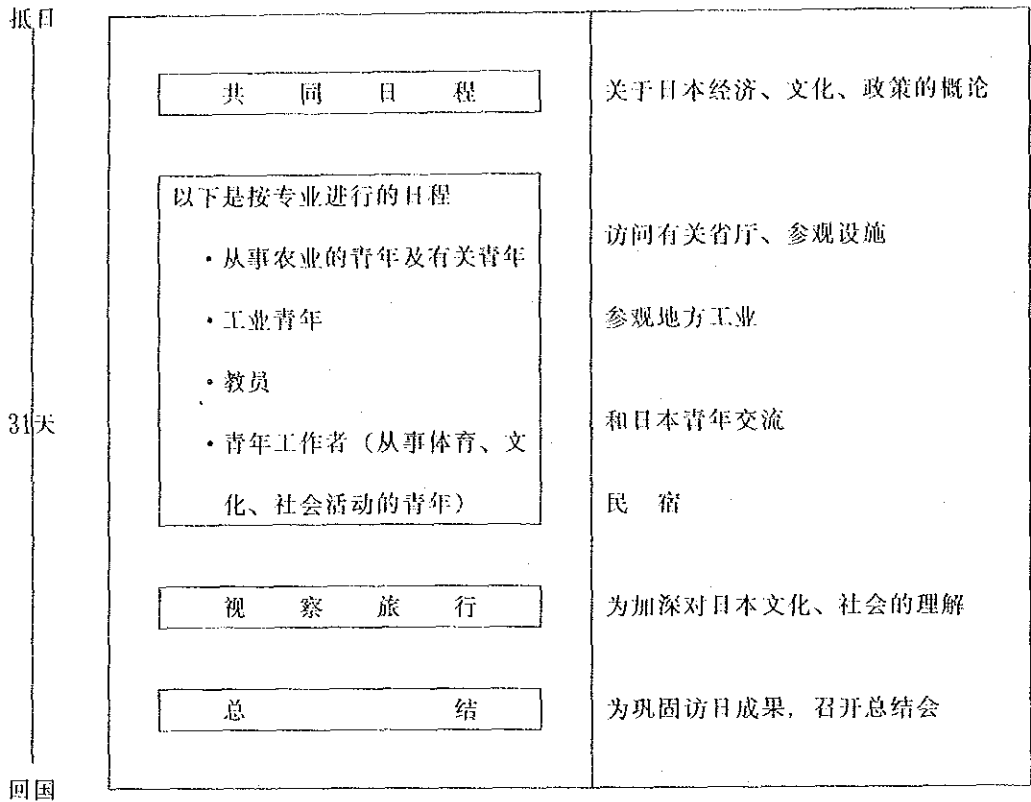 抵日
共同日程
关于日本经济、文化、政策的概论
以下是按专业进行的日程
・从事农业的青年及有关青年
・工业青年
・教员
・青年工作者（从事体育、文
化、社会活动的青年）
访问有关省厅、参观设施
参观地方工业
和日本青年交流
民宿
31天
视察旅行
为加深对日本文化、社会的理解
总结
为巩固访日成果，召开总结会
回国